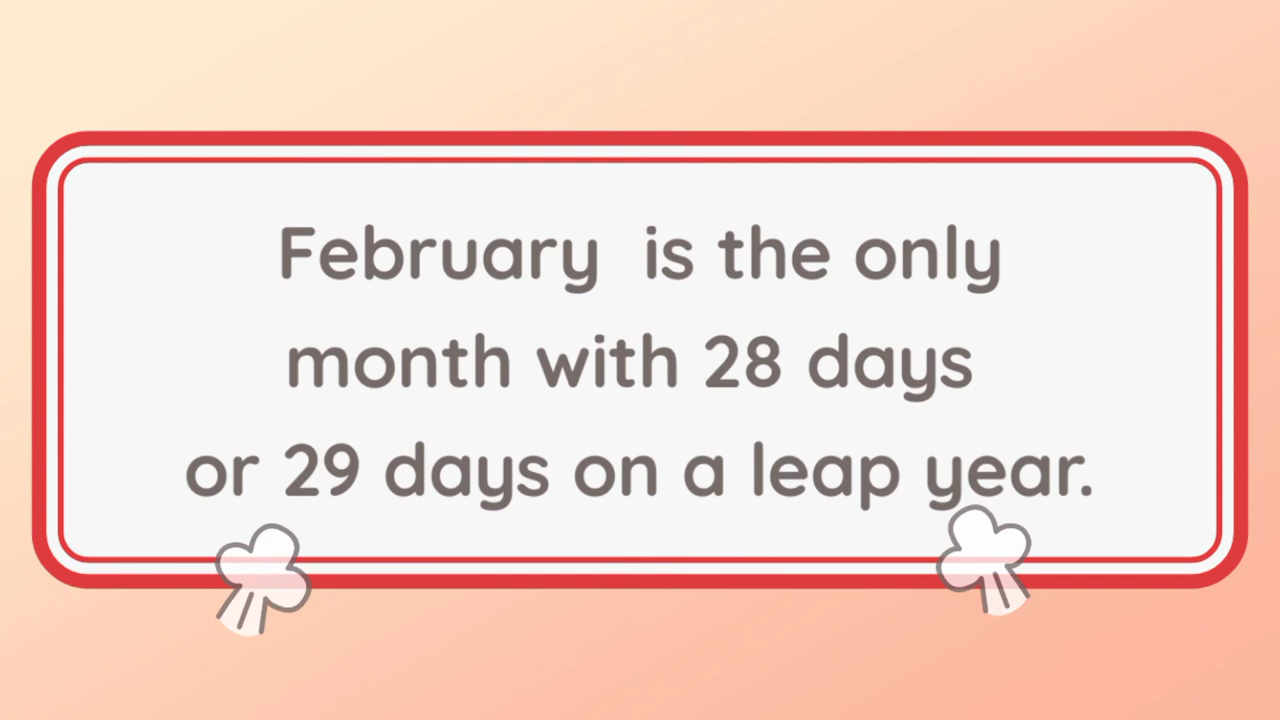 February  is the only
month with 28 days
or 29 days on a leap year.